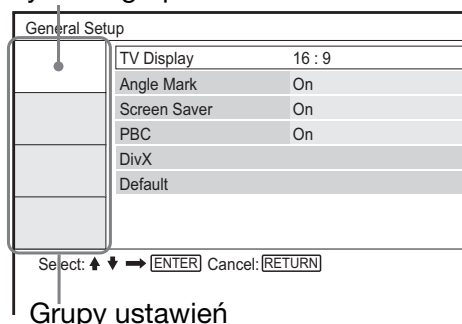 General Setup
TV Display 16 : 9
Angle Mark On
Screen Saver On
PBC On
DivX
Default
Select: ENTER Cancel: RETURN
Grupy ustawień